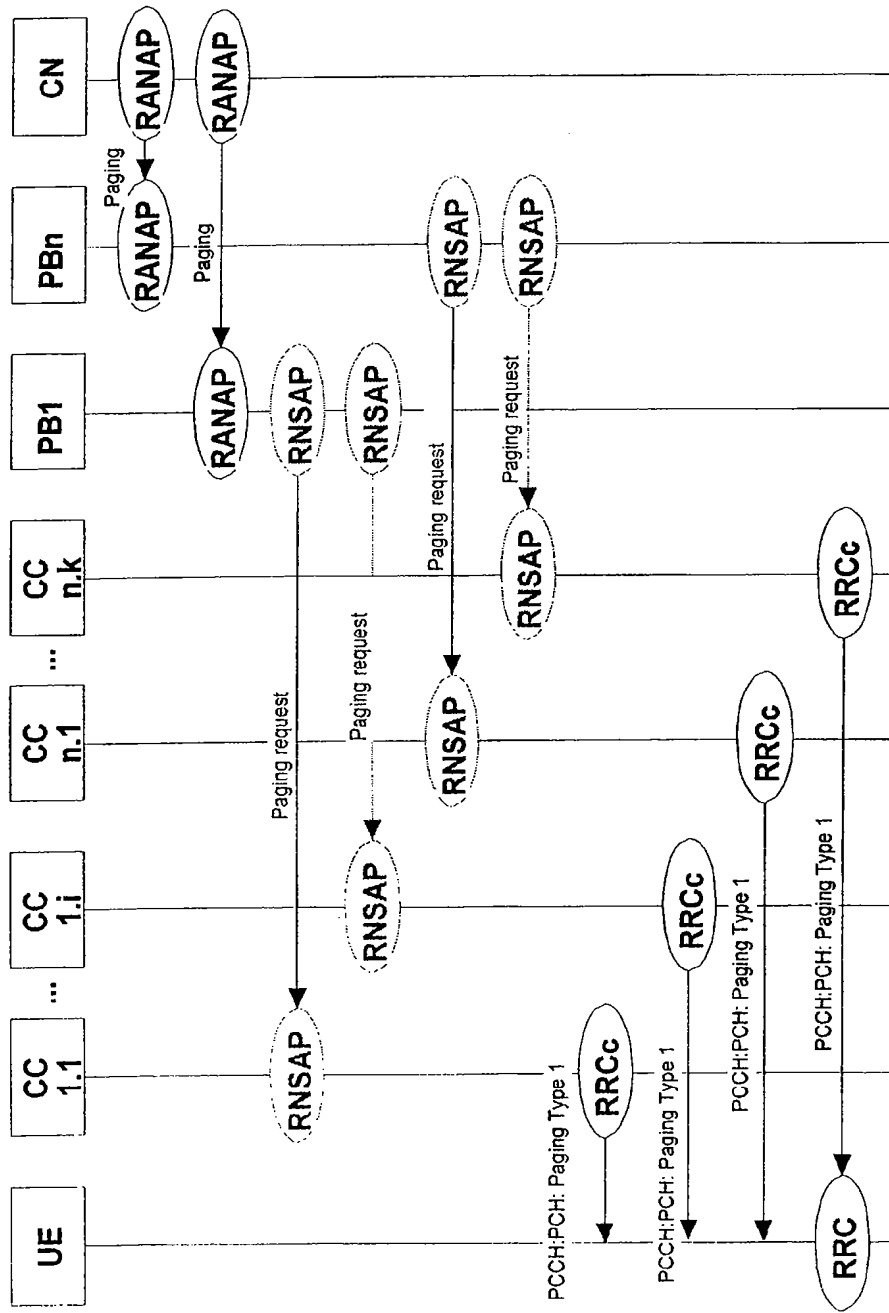 UE
CC
1.1
...
CC
1.i
CC
n.1
...
CC
n.k
PB1
PBn
CN
RANAP
Paging
RANAP
RANAP
Paging
RANAP
RNSAP
Paging request
RNSAP
RNSAP
Paging request
RNSAP
RNSAP
Paging request
RNSAP
RNSAP
Paging request
RNSAP
PCCH:PCH: Paging Type 1
RRCc
PCCH:PCH: Paging Type 1
RRCc
PCCH:PCH: Paging Type 1
RRCc
PCCH:PCH: Paging Type 1
RRC
RRCc